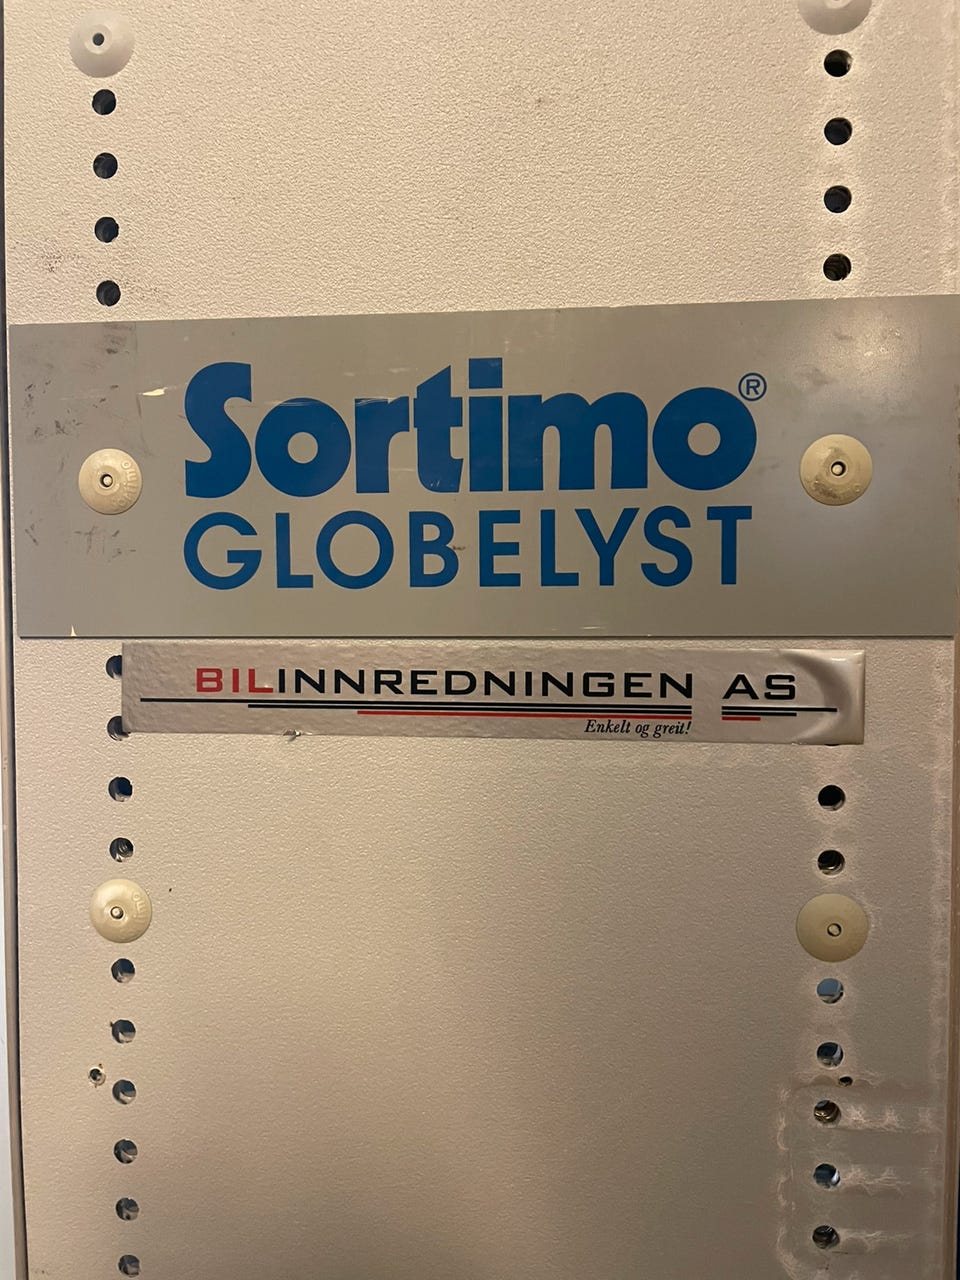 Sortimo®
GLOBELYST
BILINNREDNINGEN AS
Enkelt og greit!